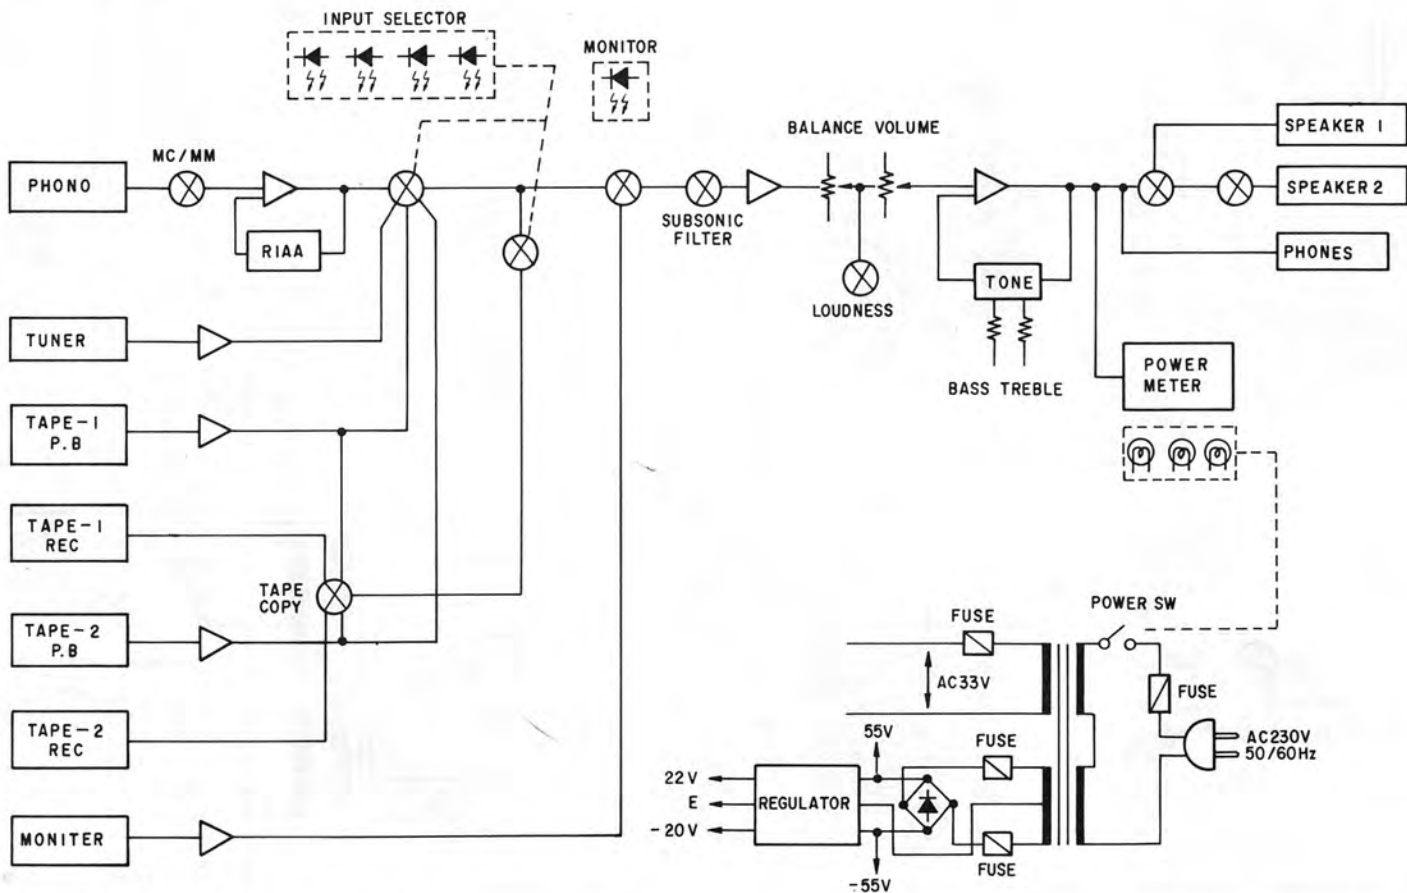 INPUT SELECTOR
MONITOR
BALANCE VOLUME
MC/MM
PHONO
RIAA
SUBSONIC
FILTER
LOUDNESS
TONE
BASS TREBLE
SPEAKER 1
SPEAKER 2
PHONES
POWER
METER
TUNER
TAPE-1
P.B
TAPE-1
REC
TAPE
COPY
TAPE-2
P.B
TAPE-2
REC
MONITER
FUSE
POWER SW
AC33V
FUSE
AC230V
50/60Hz
55V
FUSE
22V
E
-20V
REGULATOR
FUSE
-55V